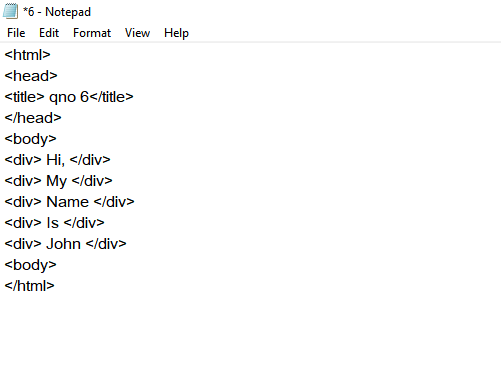 *6 - Notepad
File Edit Format View Help
<html>
<head>
<title> qno 6</title>
</head>
<body>
<div> Hi, </div>
<div> My </div>
<div> Name </div>
<div> Is </div>
<div> John </div>
<body>
</html>